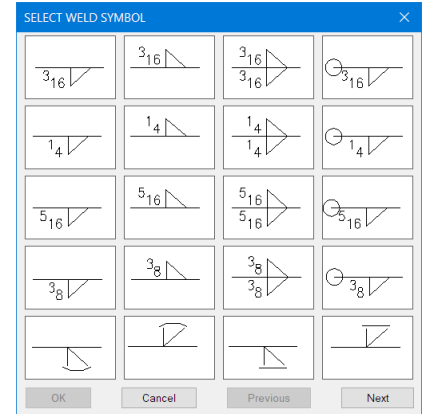 SELECT WELD SYMBOL
3/16 3/16 3/16 3/16
3/16
1/4 1/4 1/4 1/4
1/4
5/16 5/16 5/16 5/16
5/16
3/8 3/8 3/8 3/8
3/8
OK Cancel Previous Next